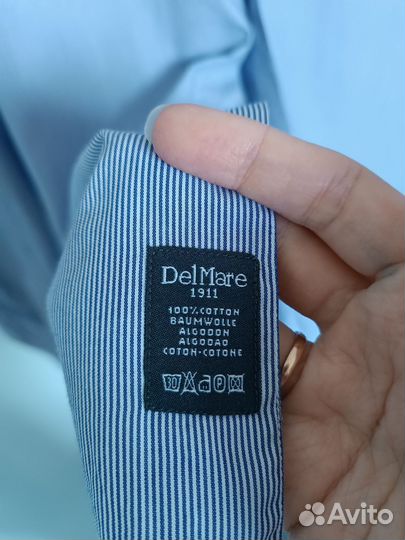 DelMare
1911
100% COTTON
BAUMWOLLE
ALGODON
ALGODAO
COTON-COTONE
Avito